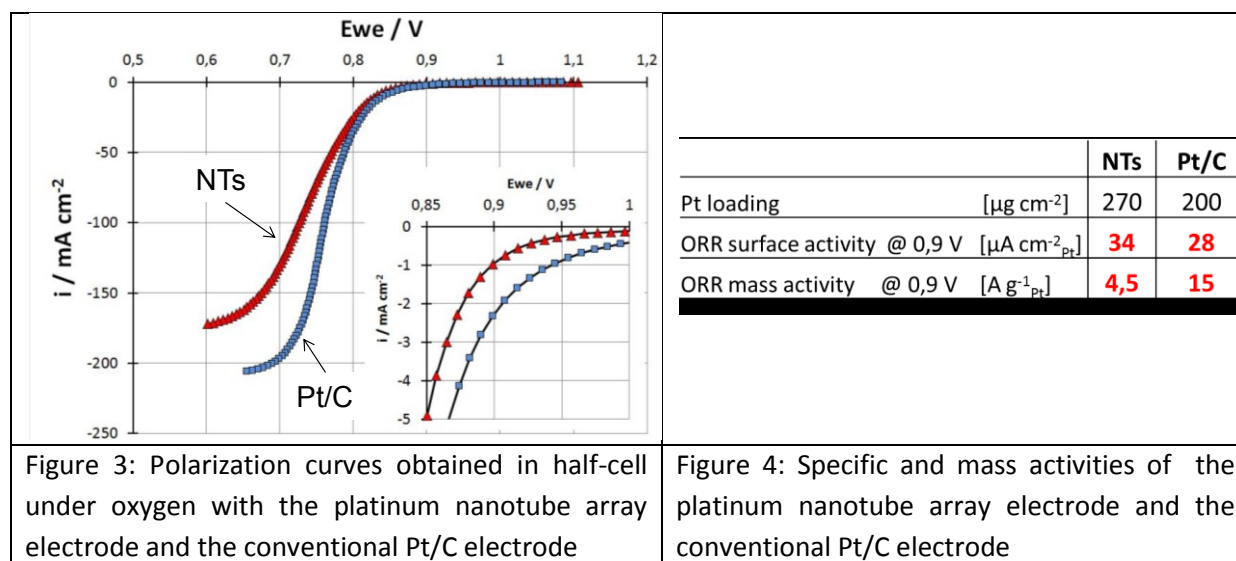 Ewe / V
0,5 0,6 0,7 0,8 0,9 1 1,1 1,2
0
-50
-100
-150
-200
-250
i / mA cm-2
NTs
Pt/C
Ewe / V
0,85 0,9 0,95 1
0
-1
-2
-3
-4
-5
i / mA cm-2
NTs Pt/C
Pt loading [µg cm-2] 270 200
ORR surface activity @ 0,9 V [µA cm-2Pt] 34 28
ORR mass activity @ 0,9 V [A g-1Pt] 4,5 15
Figure 3: Polarization curves obtained in half-cell
under oxygen with the platinum nanotube array
electrode and the conventional Pt/C electrode
Figure 4: Specific and mass activities of the
platinum nanotube array electrode and the
conventional Pt/C electrode